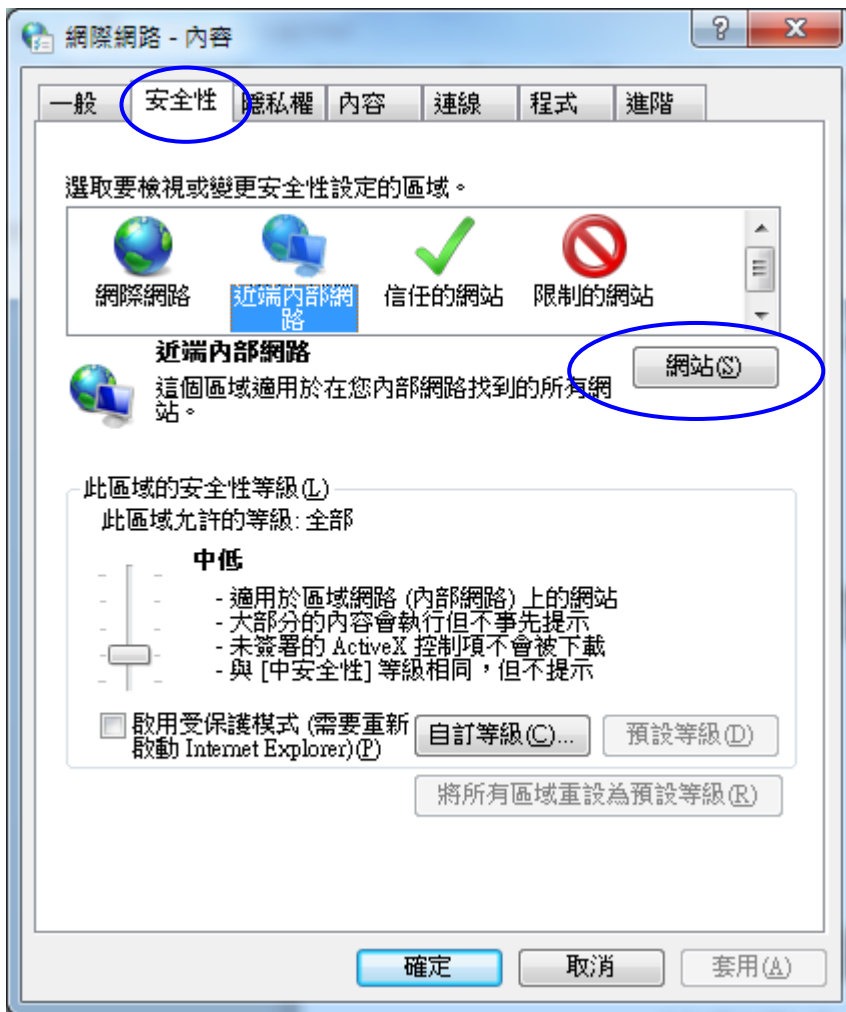 網際網路 - 內容
一般 安全性 隱私權 內容 連線 程式 進階
選取要檢視或變更安全性設定的區域。
網際網路 近端內部網路 信任的網站 限制的網站
近端內部網路
網站(S)
這個區域適用於在您內部網路找到的所有網
站。
此區域的安全性等級(L)
此區域允許的等級: 全部
中低
- 適用於區域網路 (內部網路) 上的網站
- 大部分的內容會執行但不事先提示
- 未簽署的 ActiveX 控制項不會被下載
- 與 [中安全性] 等級相同，但不提示
啟用受保護模式 (需要重新
啟動 Internet Explorer)(P)
自訂等級(C)... 預設等級(D)
將所有區域重設為預設等級(R)
確定 取消 套用(A)